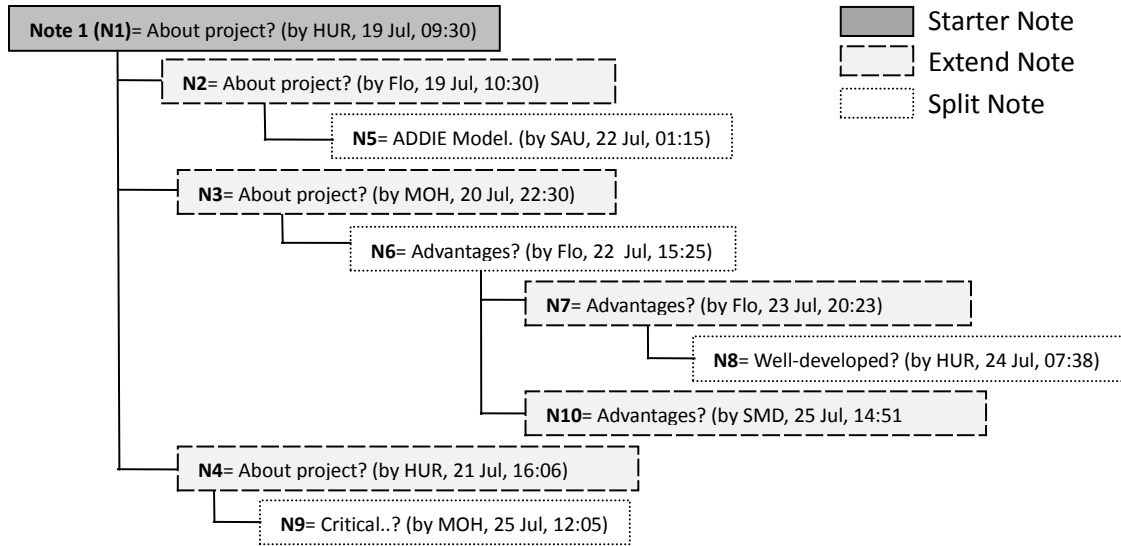 Note 1 (N1)= About project? (by HUR, 19 Jul, 09:30)
Starter Note
Extend Note
Split Note
N2= About project? (by Flo, 19 Jul, 10:30)
N5= ADDIE Model. (by SAU, 22 Jul, 01:15)
N3= About project? (by MOH, 20 Jul, 22:30)
N6= Advantages? (by Flo, 22 Jul, 15:25)
N7= Advantages? (by Flo, 23 Jul, 20:23)
N8= Well-developed? (by HUR, 24 Jul, 07:38)
N10= Advantages? (by SMD, 25 Jul, 14:51
N4= About project? (by HUR, 21 Jul, 16:06)
N9= Critical..? (by MOH, 25 Jul, 12:05)